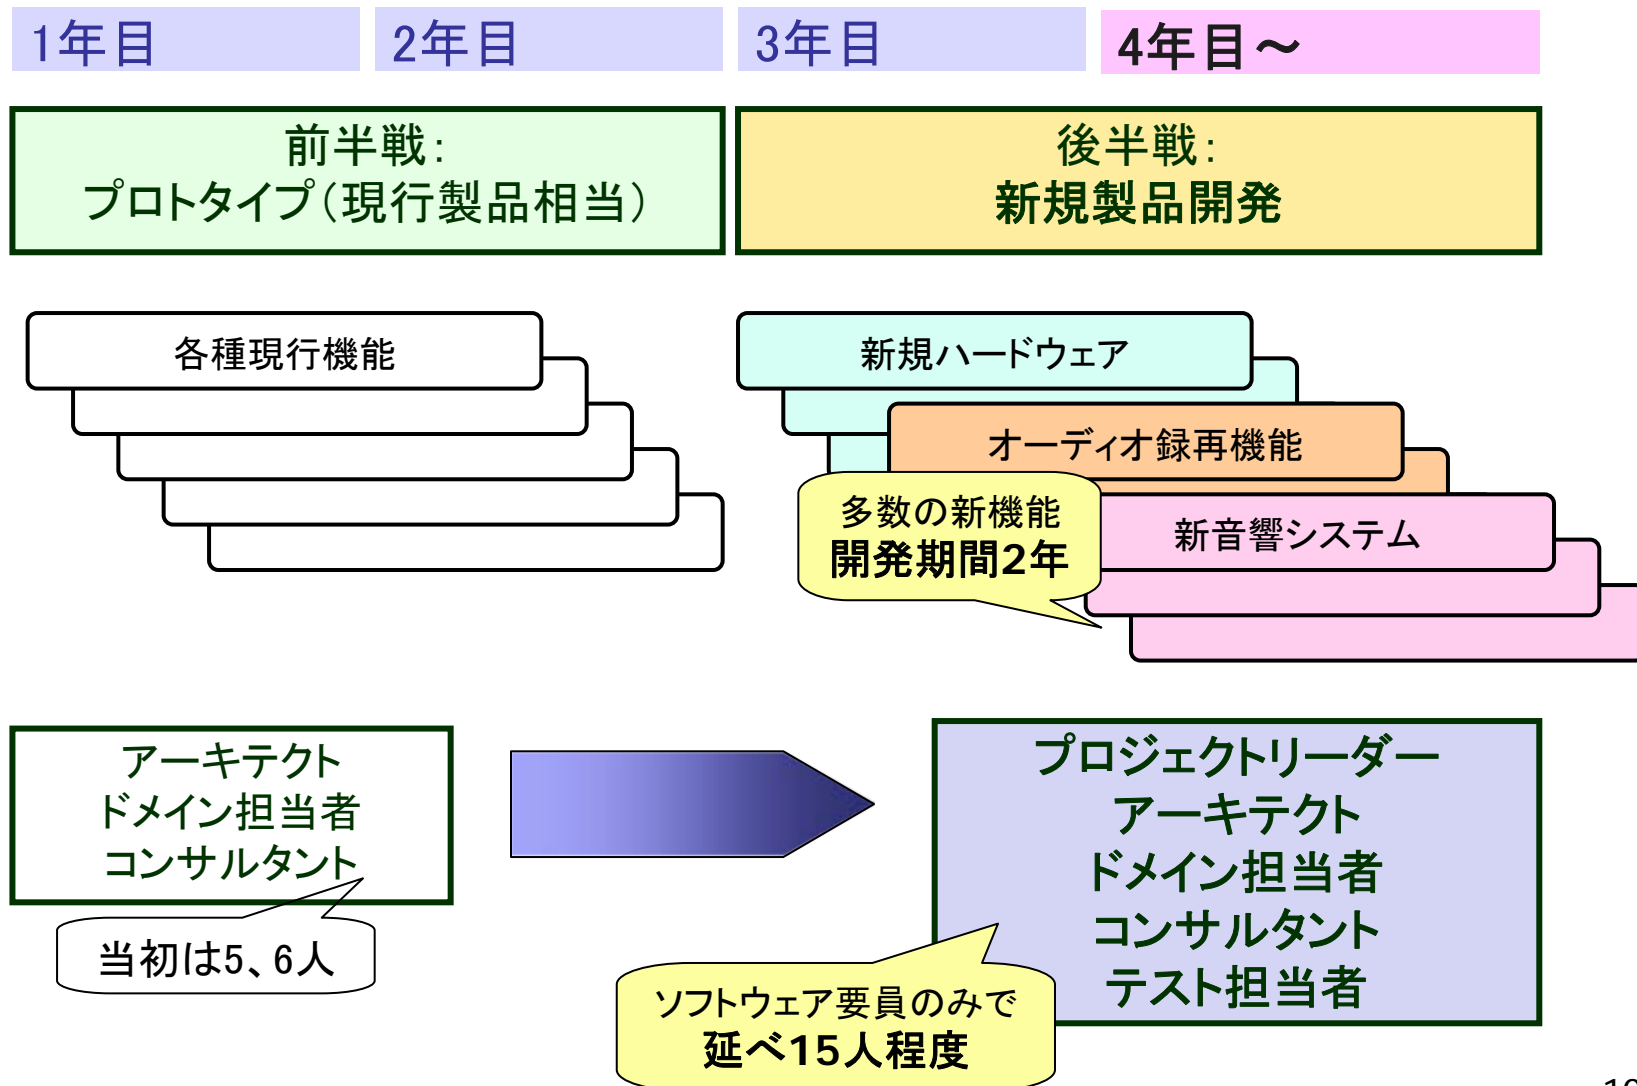 1年目
2年目
3年目
4年目～
前半戦：
プロトタイプ（現行製品相当）
後半戦：
新規製品開発
各種現行機能
新規ハードウェア
オーディオ録再機能
多数の新機能
開発期間2年
新音響システム
アーキテクト
ドメイン担当者
コンサルタント
当初は5、6人
プロジェクトリーダー
アーキテクト
ドメイン担当者
コンサルタント
テスト担当者
ソフトウェア要員のみで
延べ15人程度